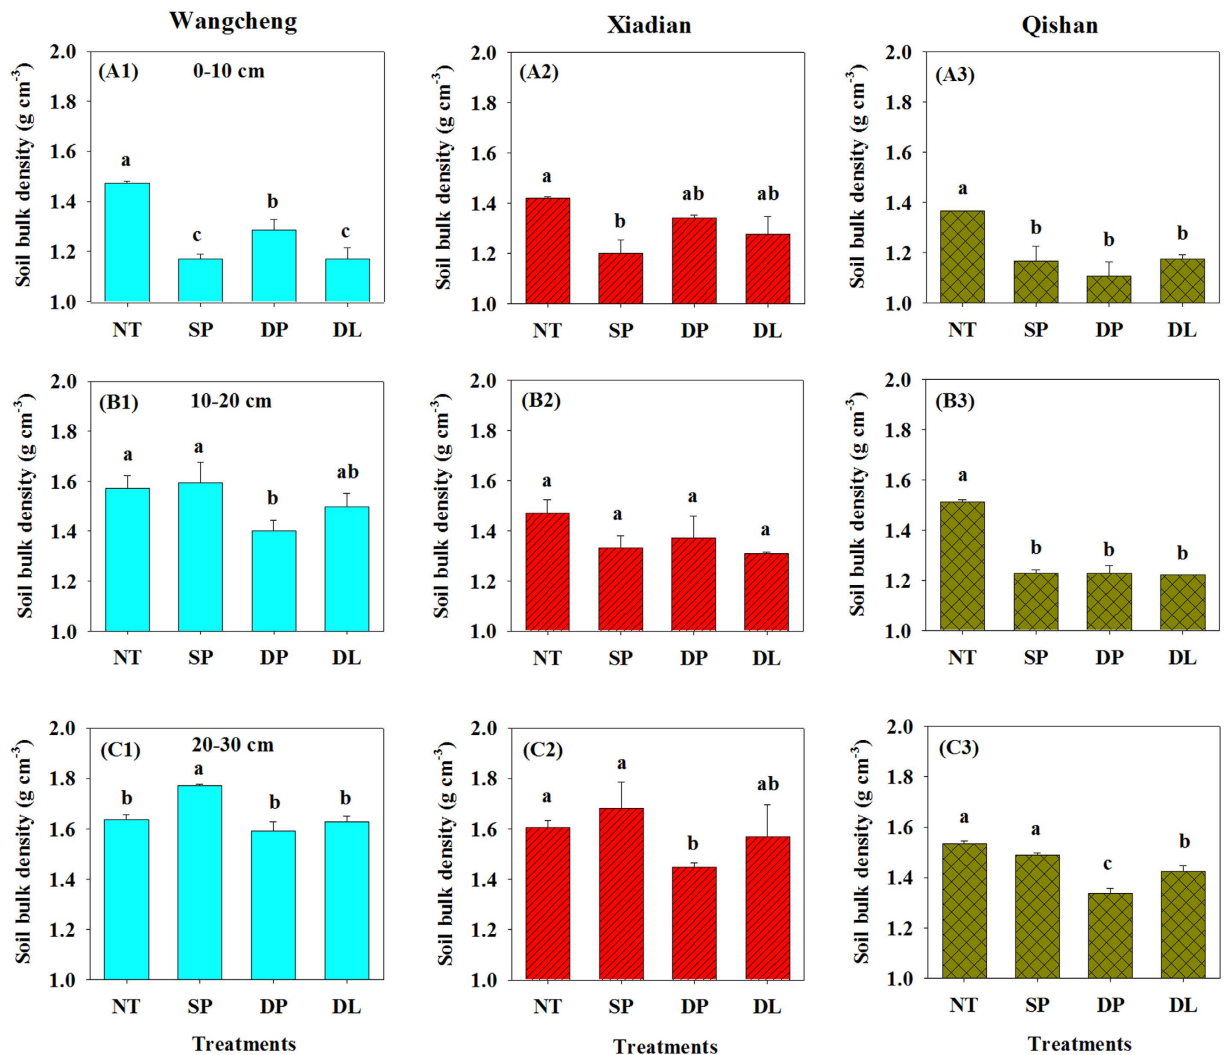 Wangcheng
Xiadian
Qishan
Soil bulk density (g cm-3)
2.0
1.8
1.6
1.4
1.2
1.0
(A1)
0-10 cm
a
c
b
c
NT SP DP DL
Soil bulk density (g cm-3)
2.0
1.8
1.6
1.4
1.2
1.0
(A2)
a
b
ab
ab
NT SP DP DL
Soil bulk density (g cm-3)
2.0
1.8
1.6
1.4
1.2
1.0
(A3)
a
b
b
b
NT SP DP DL
Soil bulk density (g cm-3)
2.0
1.8
1.6
1.4
1.2
1.0
(B1)
10-20 cm
a
a
b
ab
NT SP DP DL
Soil bulk density (g cm-3)
2.0
1.8
1.6
1.4
1.2
1.0
(B2)
a
a
a
a
NT SP DP DL
Soil bulk density (g cm-3)
2.0
1.8
1.6
1.4
1.2
1.0
(B3)
a
b
b
b
NT SP DP DL
Soil bulk density (g cm-3)
2.0
1.8
1.6
1.4
1.2
1.0
(C1)
20-30 cm
b
a
b
b
NT SP DP DL
Treatments
Soil bulk density (g cm-3)
2.0
1.8
1.6
1.4
1.2
1.0
(C2)
a
a
b
ab
NT SP DP DL
Treatments
Soil bulk density (g cm-3)
2.0
1.8
1.6
1.4
1.2
1.0
(C3)
a
a
c
b
NT SP DP DL
Treatments